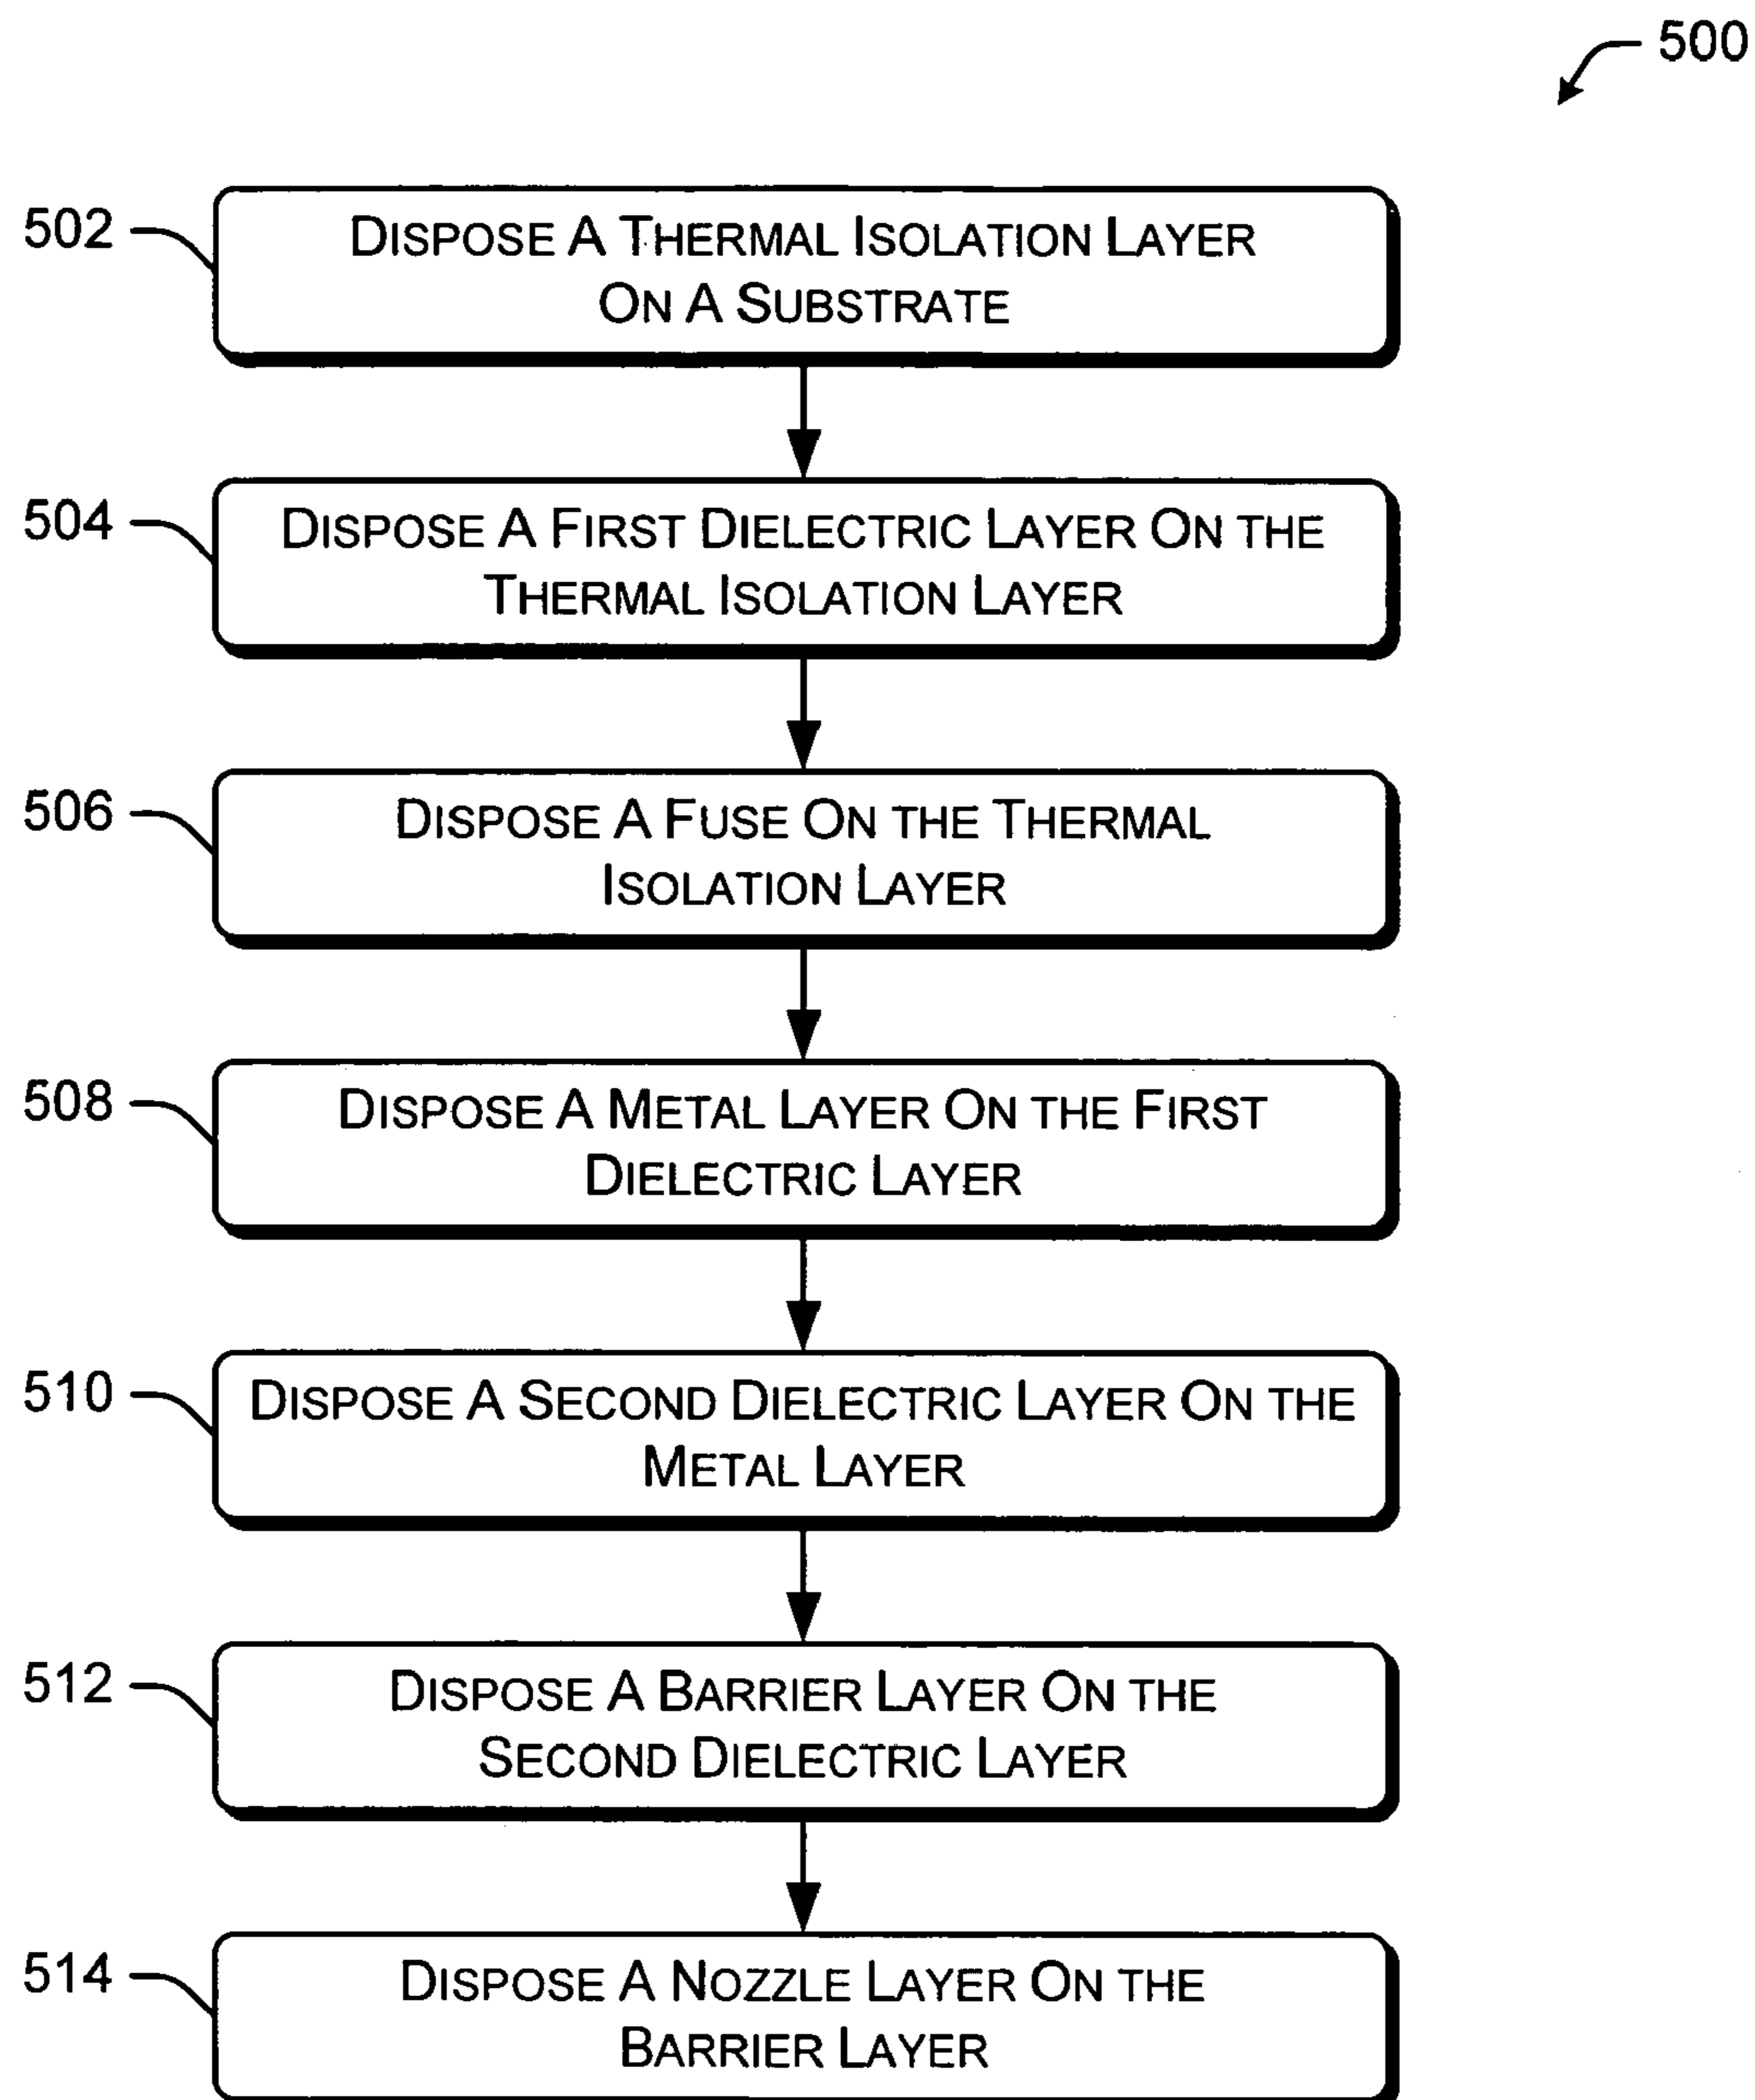 500
502
DISPOSE A THERMAL ISOLATION LAYER
ON A SUBSTRATE
504
DISPOSE A FIRST DIELECTRIC LAYER ON THE
THERMAL ISOLATION LAYER
506
DISPOSE A FUSE ON THE THERMAL
ISOLATION LAYER
508
DISPOSE A METAL LAYER ON THE FIRST
DIELECTRIC LAYER
510
DISPOSE A SECOND DIELECTRIC LAYER ON THE
METAL LAYER
512
DISPOSE A BARRIER LAYER ON THE
SECOND DIELECTRIC LAYER
514
DISPOSE A NOZZLE LAYER ON THE
BARRIER LAYER